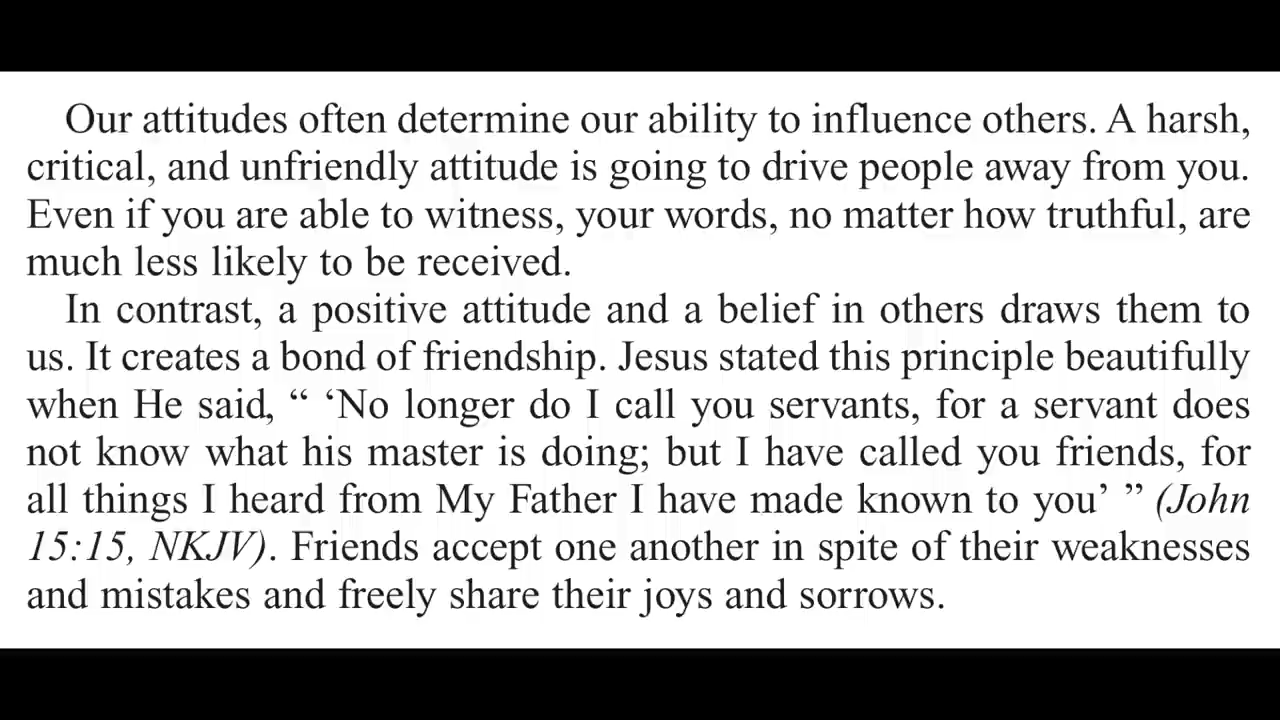 Our attitudes often determine our ability to influence others. A harsh,
critical, and unfriendly attitude is going to drive people away from you.
Even if you are able to witness, your words, no matter how truthful, are
much less likely to be received.
In contrast, a positive attitude and a belief in others draws them to
us. It creates a bond of friendship. Jesus stated this principle beautifully
when He said, “ ‘No longer do I call you servants, for a servant does
not know what his master is doing; but I have called you friends, for
all things I heard from My Father I have made known to you’ ” (John
15:15, NKJV). Friends accept one another in spite of their weaknesses
and mistakes and freely share their joys and sorrows.